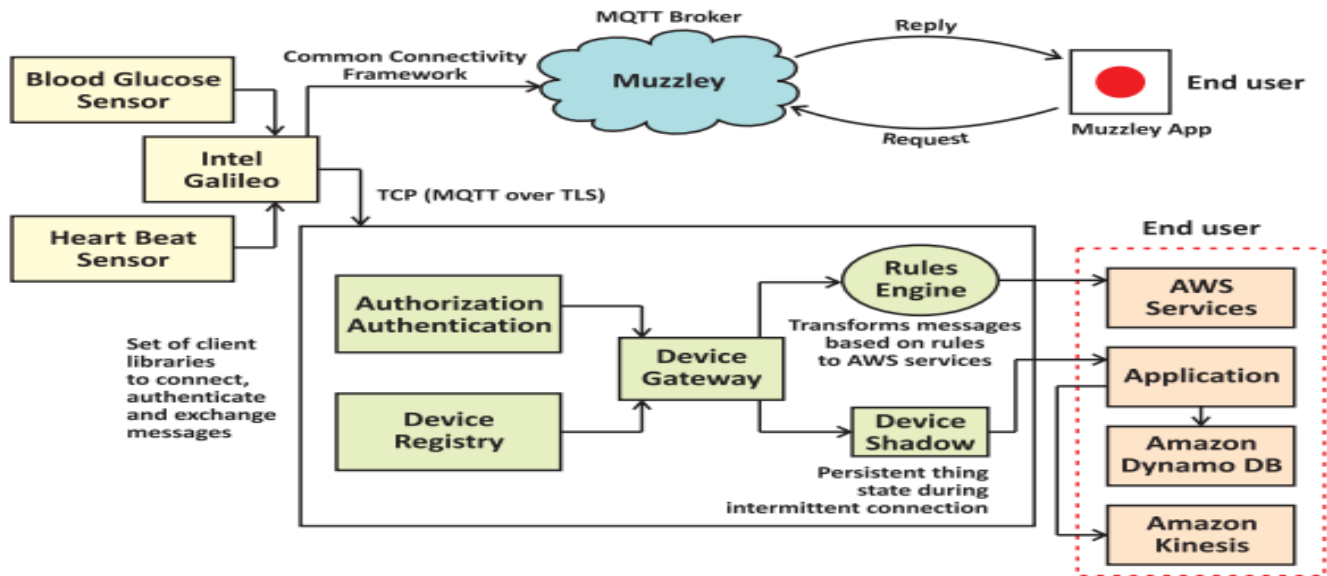 MQTT Broker
Reply
Common Connectivity
Framework
Muzzley
End user
Muzzley App
Request
Blood Glucose
Sensor
Intel
Galileo
Heart Beat
Sensor
TCP (MQTT over TLS)
Set of client
libraries
to connect,
authenticate
and exchange
messages
Authorization
Authentication
Device
Registry
Device
Gateway
Rules
Engine
Transforms messages
based on rules
to AWS services
Device
Shadow
Persistent thing
state during
intermittent connection
End user
AWS
Services
Application
Amazon
Dynamo DB
Amazon
Kinesis